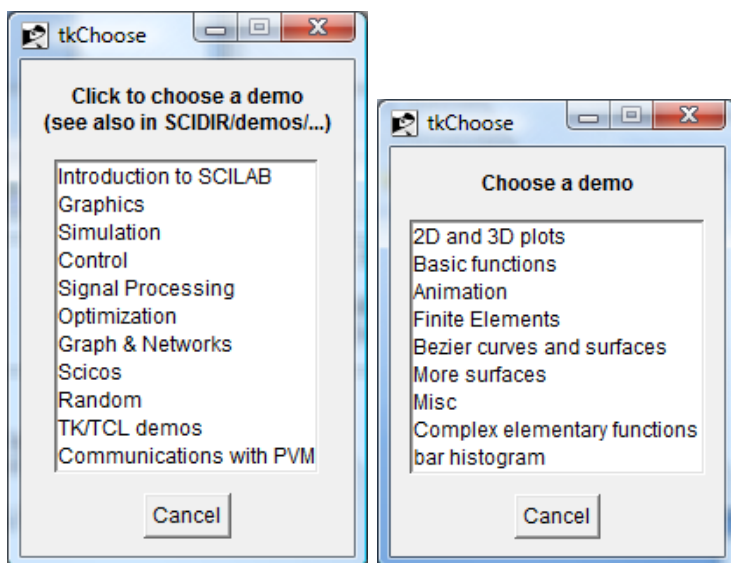 tkChoose
Click to choose a demo
(see also in SCIDIR/demos/...)
Introduction to SCILAB
Graphics
Simulation
Control
Signal Processing
Optimization
Graph & Networks
Scicos
Random
TK/TCL demos
Communications with PVM
Cancel
tkChoose
Choose a demo
2D and 3D plots
Basic functions
Animation
Finite Elements
Bezier curves and surfaces
More surfaces
Misc
Complex elementary functions
bar histogram
Cancel